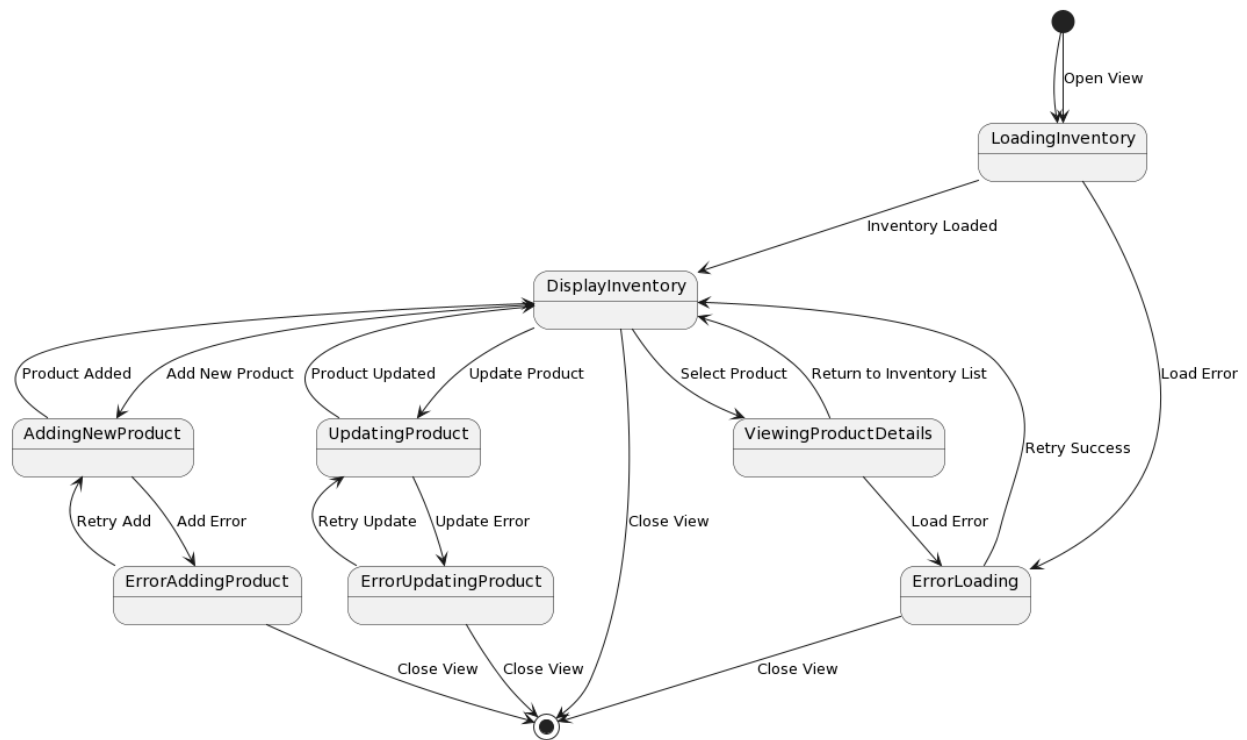 Open View
LoadingInventory
Inventory Loaded
DisplayInventory
Product Added
Add New Product
Product Updated
Update Product
Select Product
Return to Inventory List
Load Error
AddingNewProduct
UpdatingProduct
ViewingProductDetails
Retry Success
Retry Add
Add Error
Retry Update
Update Error
Close View
Load Error
ErrorAddingProduct
ErrorUpdatingProduct
ErrorLoading
Close View
Close View
Close View